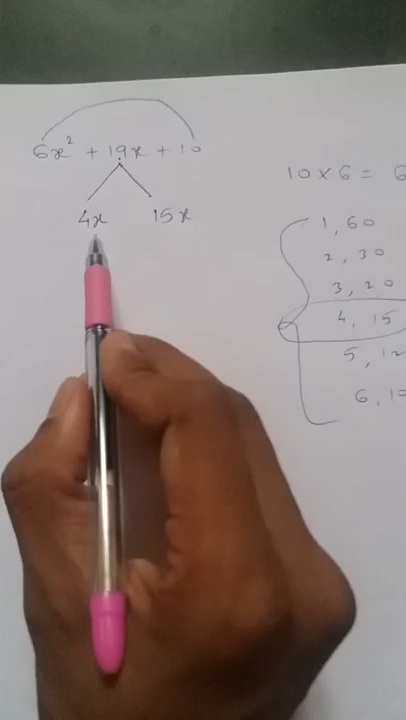 6x² + 19x + 10
4x 15x
10 × 6 = 6
1, 60
2, 30
3, 20
4, 15
5, 12
6, 10